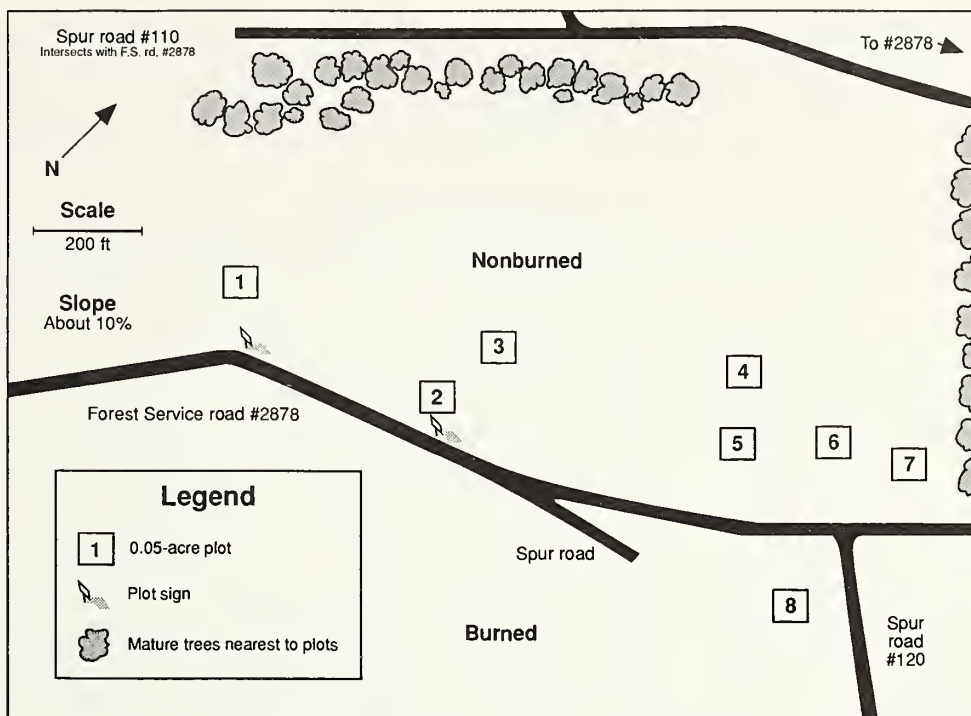 Spur road #110
Intersects with F.S. rd. #2878
To #2878
N
Scale
200 ft
Nonburned
1
Slope
About 10%
3
4
2
Forest Service road #2878
5
6
7
Legend
1 0.05-acre plot
Plot sign
Mature trees nearest to plots
Spur road
8
Burned
Spur
road
#120